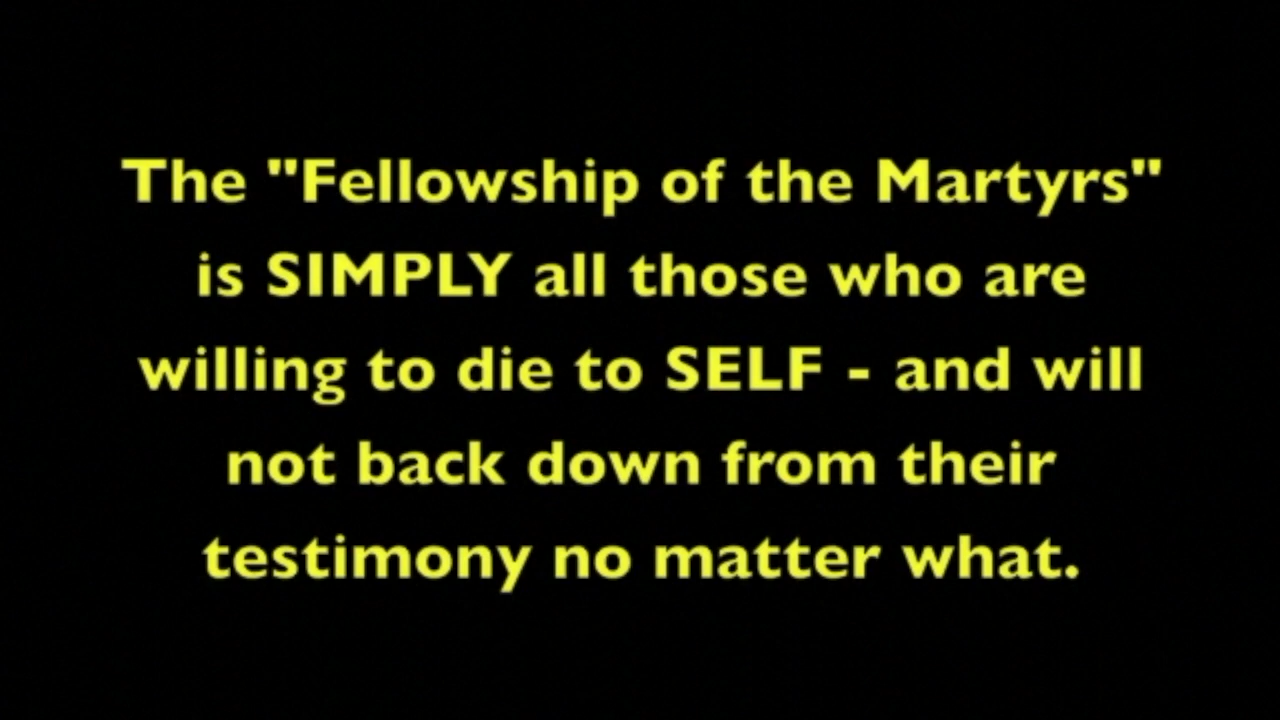 The "Fellowship of the Martyrs"
is SIMPLY all those who are
willing to die to SELF - and will
not back down from their
testimony no matter what.